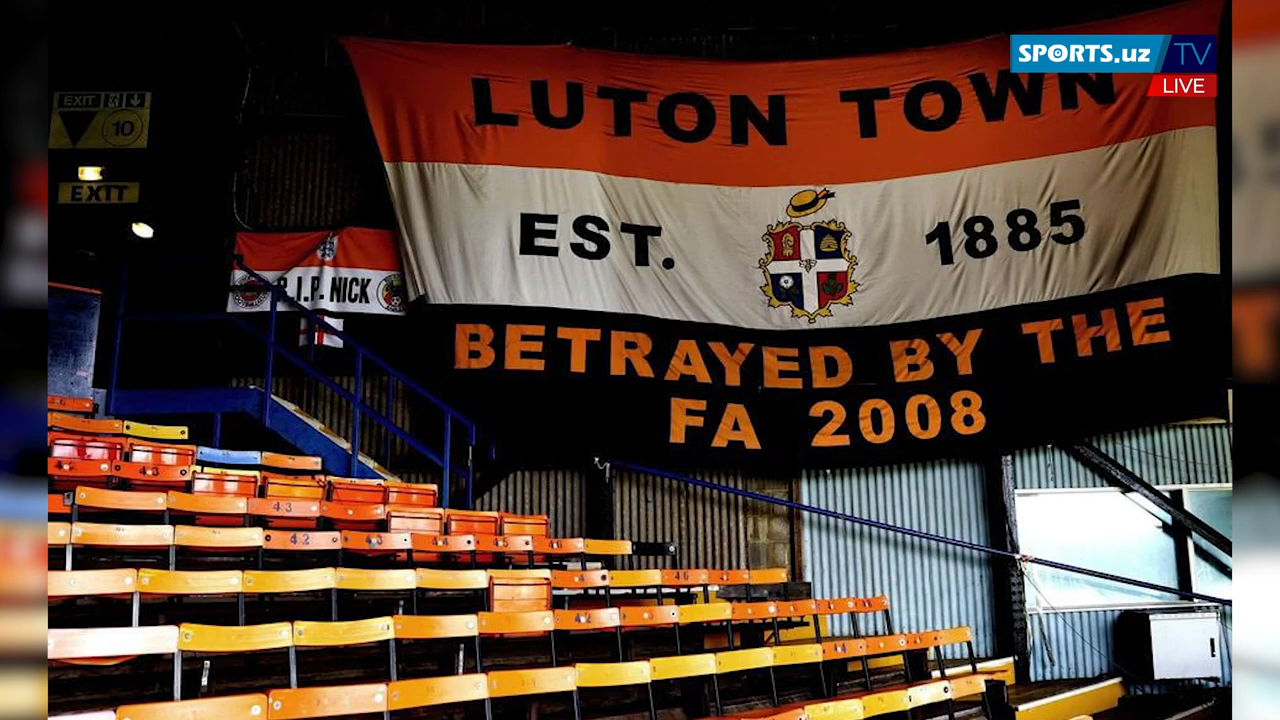 SPORTS.uz TV
LIVE
LUTON TOWN
EST. 1885
BETRAYED BY THE
FA 2008
R.I.P. NICK
EXIT
10
EXIT
43
42